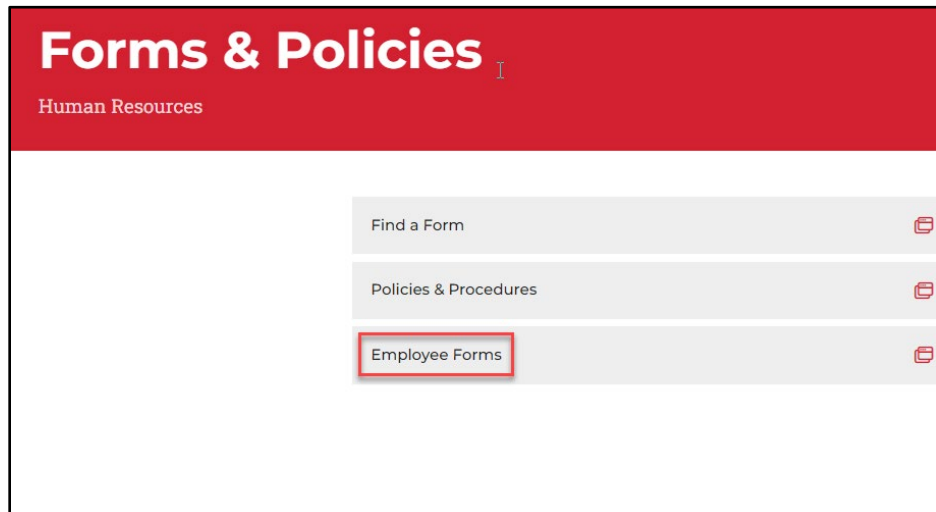 Forms & Policies
Human Resources
Find a Form
Policies & Procedures
Employee Forms